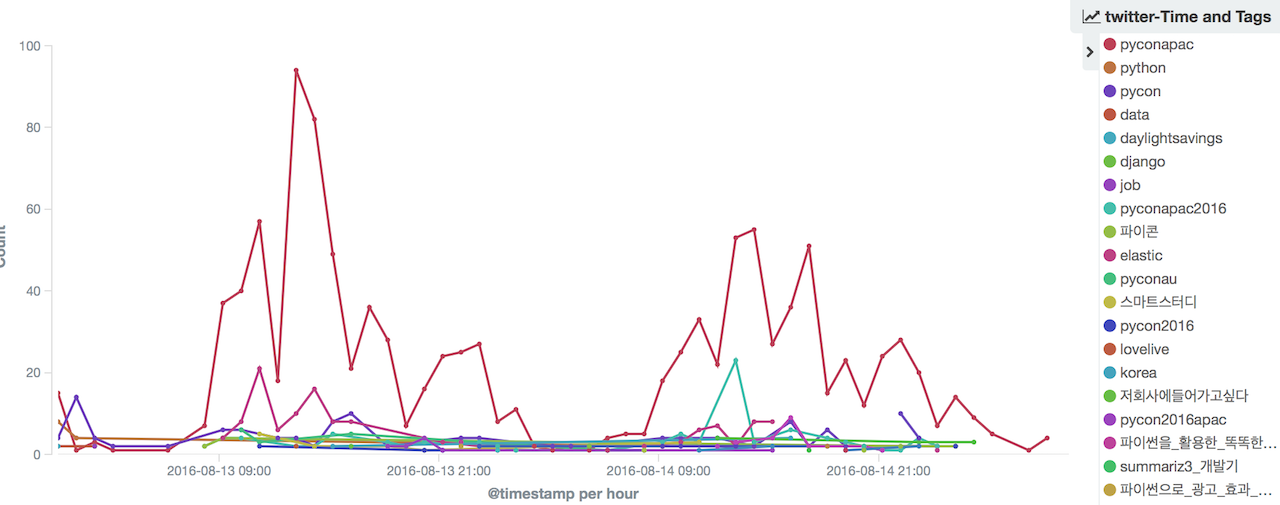 twitter-Time and Tags
100
80
60
40
20
0
Count
2016-08-13 09:00
2016-08-13 21:00
2016-08-14 09:00
2016-08-14 21:00
@timestamp per hour
pyconapac
python
pycon
data
daylightsavings
django
job
pyconapac2016
파이콘
elastic
pyconau
스마트스터디
pycon2016
lovelive
korea
저회사에들어가고싶다
pycon2016apac
파이썬을_활용한_똑똑한...
summariz3_개발기
파이썬으로_광고_효과_...